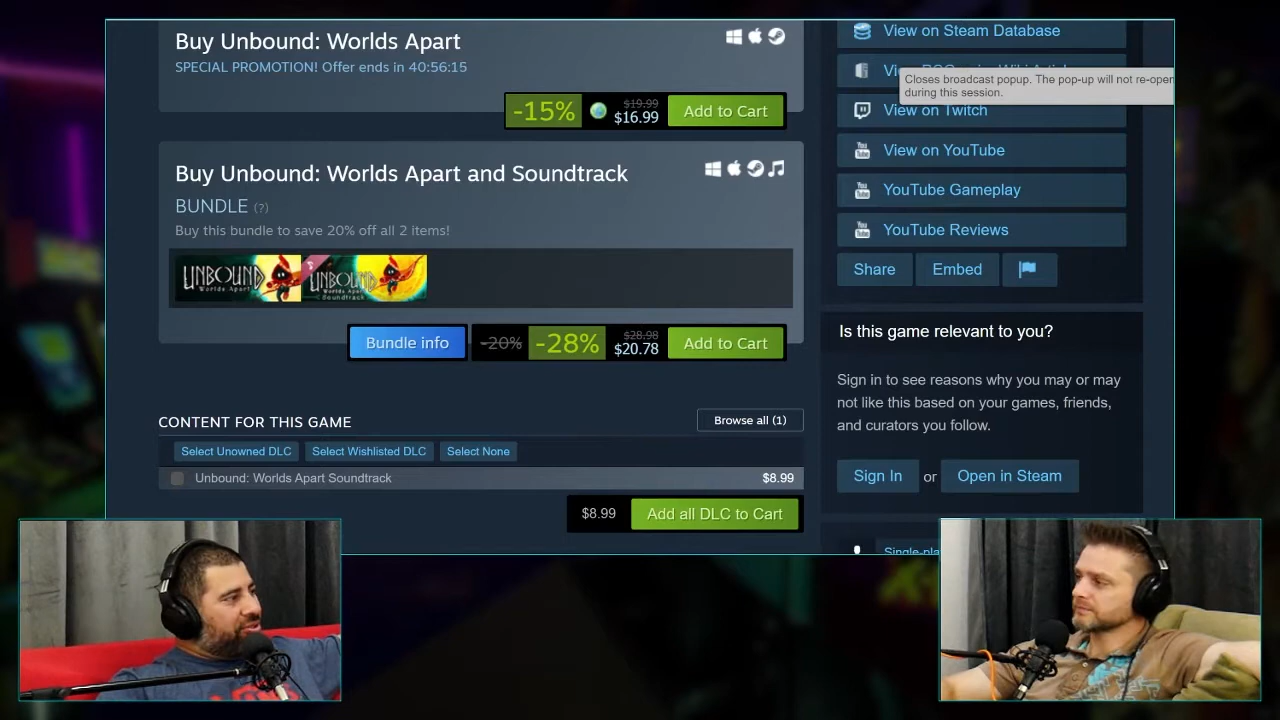 Buy Unbound: Worlds Apart
SPECIAL PROMOTION! Offer ends in 40:56:15
-15%
$19.99
$16.99
Add to Cart
Buy Unbound: Worlds Apart and Soundtrack
BUNDLE (?)
Buy this bundle to save 20% off all 2 items!
UNBOUND
Worlds Apart
UNBOUND
Worlds Apart
Soundtrack
Bundle info
-20%
-28%
$28.98
$20.78
Add to Cart
CONTENT FOR THIS GAME
Browse all (1)
Select Unowned DLC
Select Wishlisted DLC
Select None
Unbound: Worlds Apart Soundtrack
$8.99
$8.99
Add all DLC to Cart
View on Steam Database
Closes broadcast popup. The pop-up will not re-open
during this session.
View on Twitch
View on YouTube
YouTube Gameplay
YouTube Reviews
Share
Embed
Is this game relevant to you?
Sign in to see reasons why you may or may
not like this based on your games, friends,
and curators you follow.
Sign In
or
Open in Steam